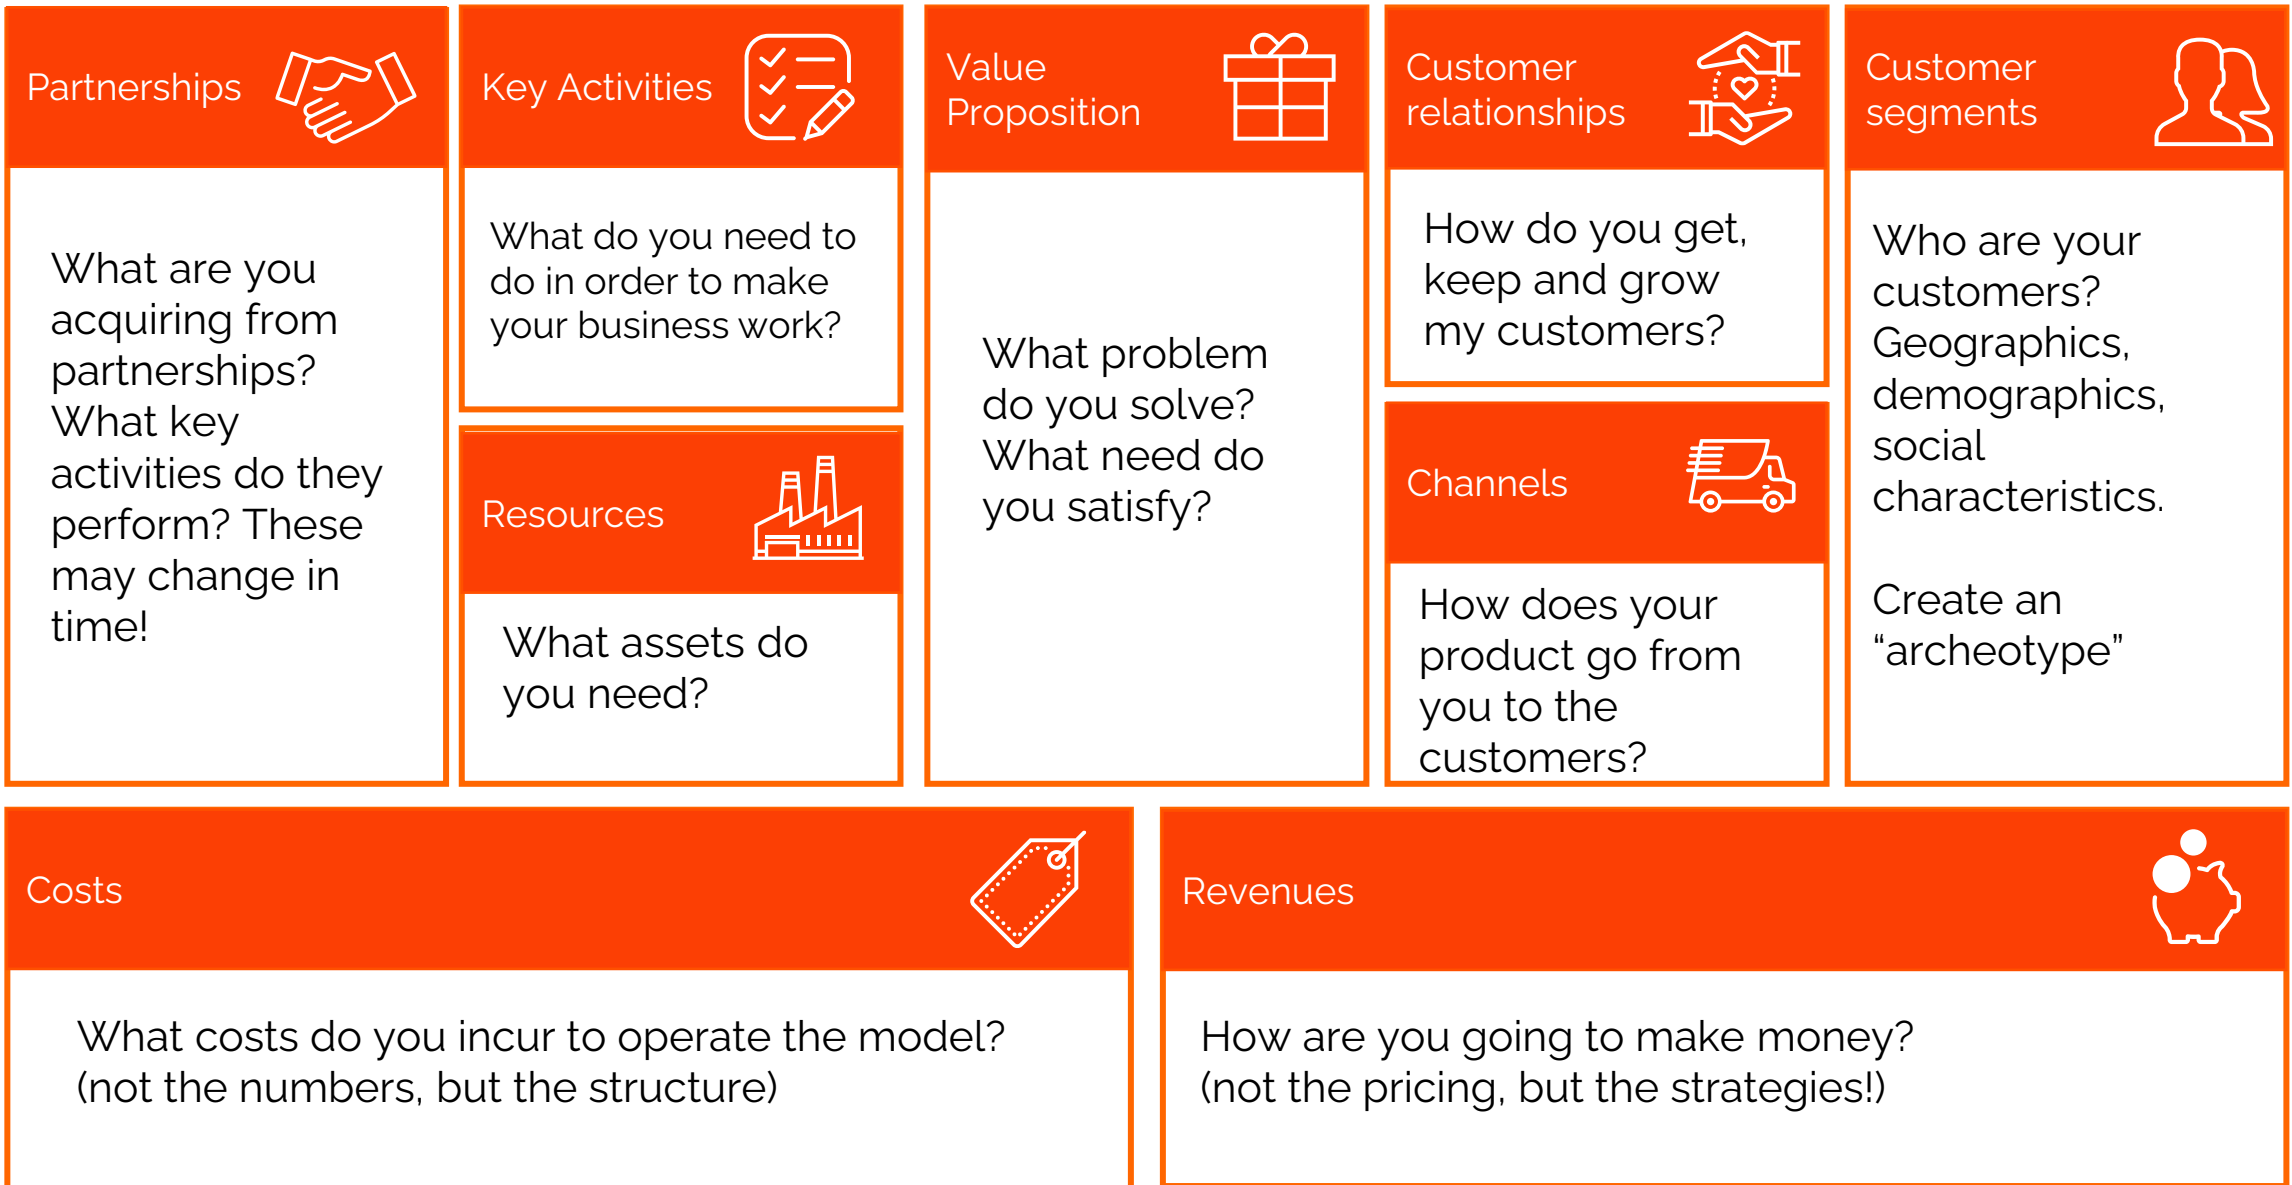 Partnerships
What are you
acquiring from
partnerships?
What key
activities do they
perform? These
may change in
time!
Key Activities
What do you need to
do in order to make
your business work?
Resources
What assets do
you need?
Value
Proposition
What problem
do you solve?
What need do
you satisfy?
Customer
relationships
How do you get,
keep and grow
my customers?
Channels
How does your
product go from
you to the
customers?
Customer
segments
Who are your
customers?
Geographics,
demographics,
social
characteristics.
Create an
“archeotype”
Costs
What costs do you incur to operate the model?
(not the numbers, but the structure)
Revenues
How are you going to make money?
(not the pricing, but the strategies!)